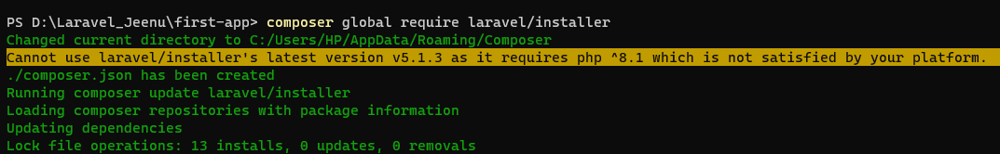 PS D:\Laravel_Jeenu\first-app> composer global require laravel/installer
Changed current directory to C:/Users/HP/AppData/Roaming/Composer
Cannot use laravel/installer's latest version v5.1.3 as it requires php ^8.1 which is not satisfied by your platform.
./composer.json has been created
Running composer update laravel/installer
Loading composer repositories with package information
Updating dependencies
Lock file operations: 13 installs, 0 updates, 0 removals